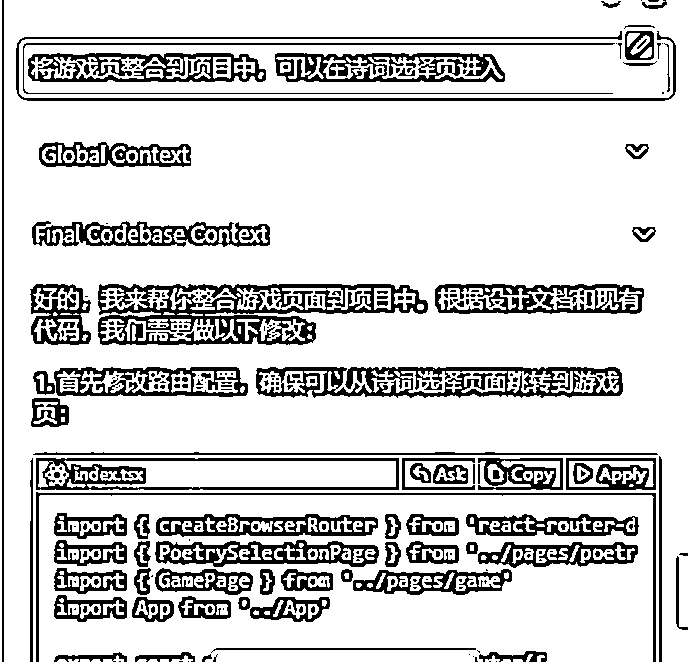 将游戏页整合到项目中，可以在诗词选择页进入
Global Context
Final Codebase Context
好的，我来帮你整合游戏页面到项目中。根据设计文档和现有
代码，我们需要做以下修改：
1. 首先修改路由配置，确保可以从诗词选择页面跳转到游戏
页：
index.tsx Ask Copy Apply
import { createBrowserRouter } from 'react-router-d
import { PoetrySelectionPage } from '../pages/poetr
import { GamePage } from '../pages/game'
import App from '../App'
export const